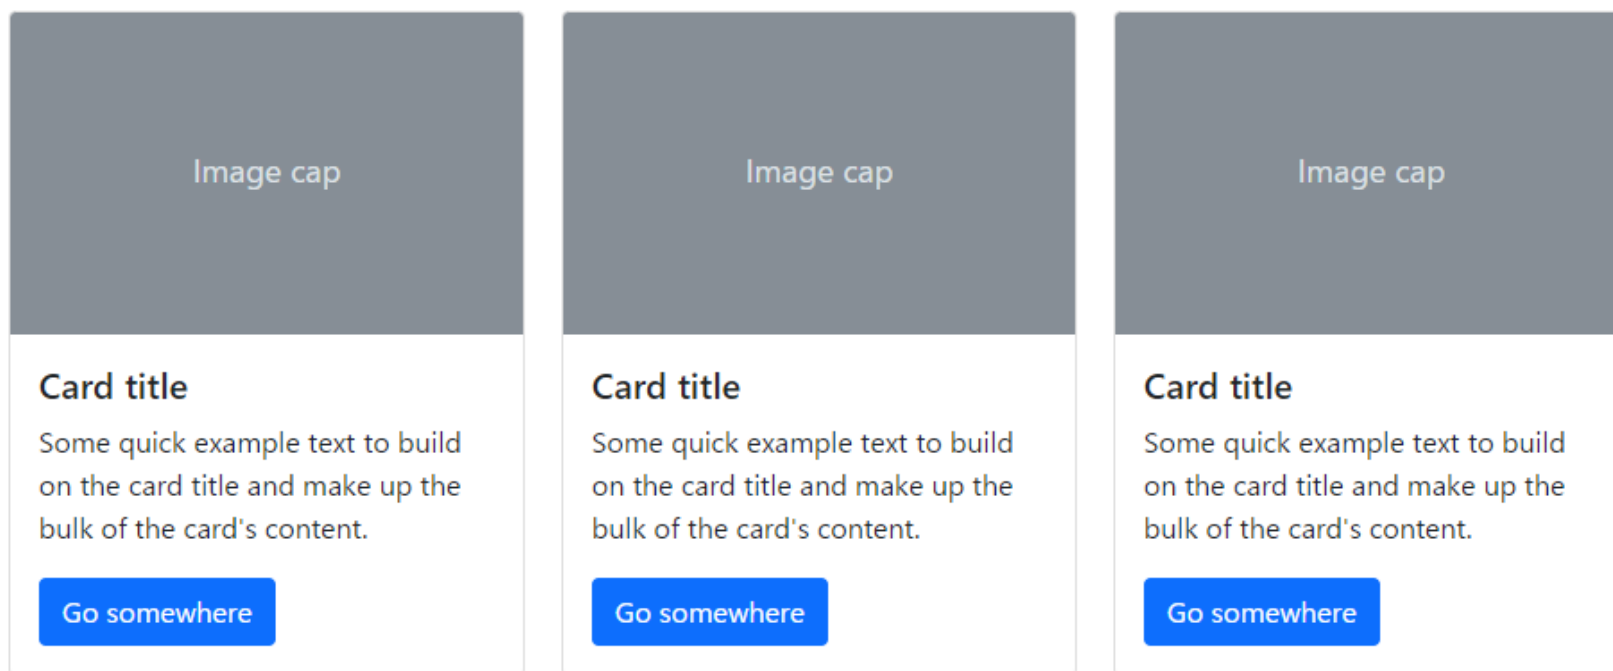 Image cap
Card title
Some quick example text to build
on the card title and make up the
bulk of the card's content.
Go somewhere
Image cap
Card title
Some quick example text to build
on the card title and make up the
bulk of the card's content.
Go somewhere
Image cap
Card title
Some quick example text to build
on the card title and make up the
bulk of the card's content.
Go somewhere